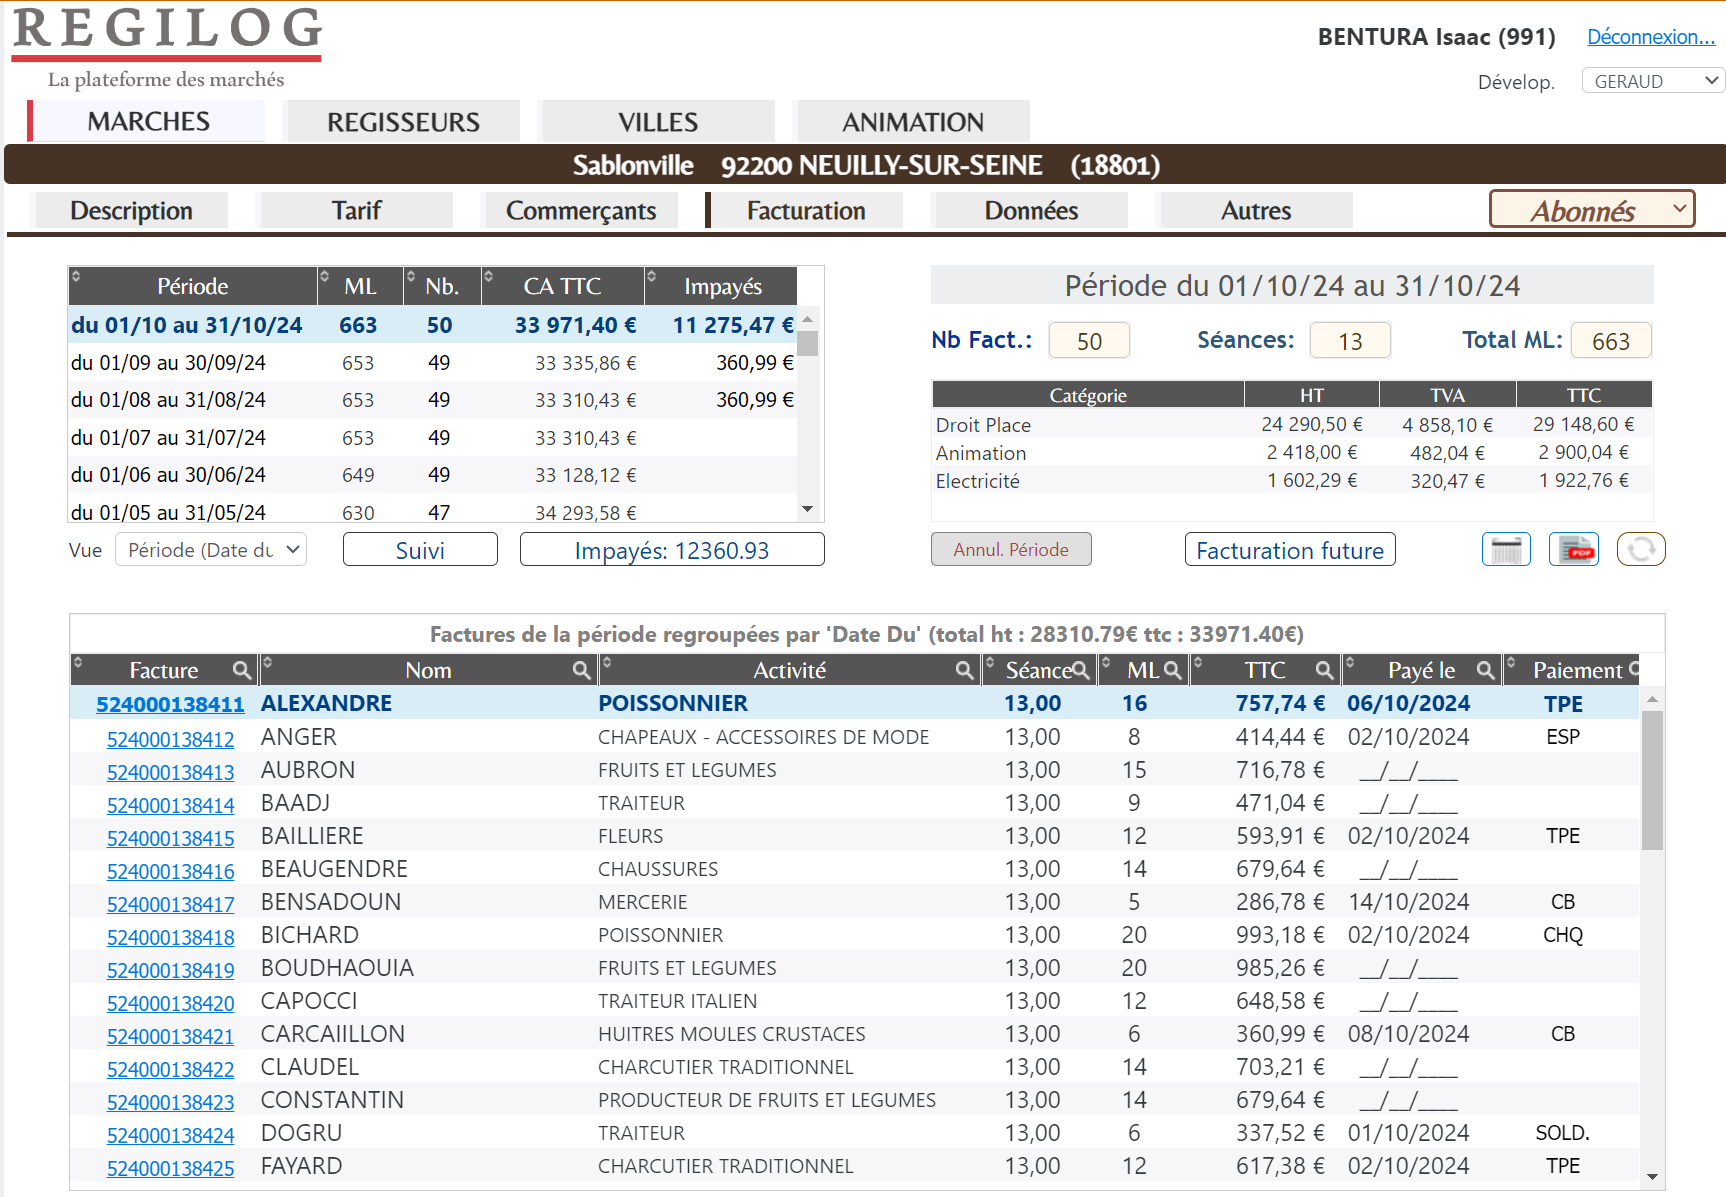 REGILOG
La plateforme des marchés
BENTURA Isaac (991) Déconnexion...
Dévelop. GERAUD
MARCHES REGISSEURS VILLES ANIMATION
Sablonville 92200 NEUILLY-SUR-SEINE (18801)
Description Tarif Commerçants Facturation Données Autres Abonnés
Période ML Nb. CA TTC Impayés
du 01/10 au 31/10/24 663 50 33 971,40 € 11 275,47 €
du 01/09 au 30/09/24 653 49 33 335,86 € 360,99 €
du 01/08 au 31/08/24 653 49 33 310,43 € 360,99 €
du 01/07 au 31/07/24 653 49 33 310,43 €
du 01/06 au 30/06/24 649 49 33 128,12 €
du 01/05 au 31/05/24 630 47 34 293,58 €
Vue Période (Date du Suivi Impayés: 12360.93
Période du 01/10/24 au 31/10/24
Nb Fact.: 50 Séances: 13 Total ML: 663
Catégorie HT TVA TTC
Droit Place 24 290,50 € 4 858,10 € 29 148,60 €
Animation 2 418,00 € 482,04 € 2 900,04 €
Electricité 1 602,29 € 320,47 € 1 922,76 €
Annul. Période Facturation future PDF
Factures de la période regroupées par 'Date Du' (total ht : 28310.79€ ttc : 33971.40€)
Facture Nom Activité Séance ML TTC Payé le Paiement
524000138411 ALEXANDRE POISSONNIER 13,00 16 757,74 € 06/10/2024 TPE
524000138412 ANGER CHAPEAUX - ACCESSOIRES DE MODE 13,00 8 414,44 € 02/10/2024 ESP
524000138413 AUBRON FRUITS ET LEGUMES 13,00 15 716,78 € __/__/____
524000138414 BAADJ TRAITEUR 13,00 9 471,04 € __/__/____
524000138415 BAILLIERE FLEURS 13,00 12 593,91 € 02/10/2024 TPE
524000138416 BEAUGENDRE CHAUSSURES 13,00 14 679,64 € __/__/____
524000138417 BENSADOUN MERCERIE 13,00 5 286,78 € 14/10/2024 CB
524000138418 BICHARD POISSONNIER 13,00 20 993,18 € 02/10/2024 CHQ
524000138419 BOUDHAOUIA FRUITS ET LEGUMES 13,00 20 985,26 € __/__/____
524000138420 CAPOCCI TRAITEUR ITALIEN 13,00 12 648,58 € __/__/____
524000138421 CARCAIILLON HUITRES MOULES CRUSTACES 13,00 6 360,99 € 08/10/2024 CB
524000138422 CLAUDEL CHARCUTIER TRADITIONNEL 13,00 14 703,21 € __/__/____
524000138423 CONSTANTIN PRODUCTEUR DE FRUITS ET LEGUMES 13,00 14 679,64 € __/__/____
524000138424 DOGRU TRAITEUR 13,00 6 337,52 € 01/10/2024 SOLD.
524000138425 FAYARD CHARCUTIER TRADITIONNEL 13,00 12 617,38 € 02/10/2024 TPE